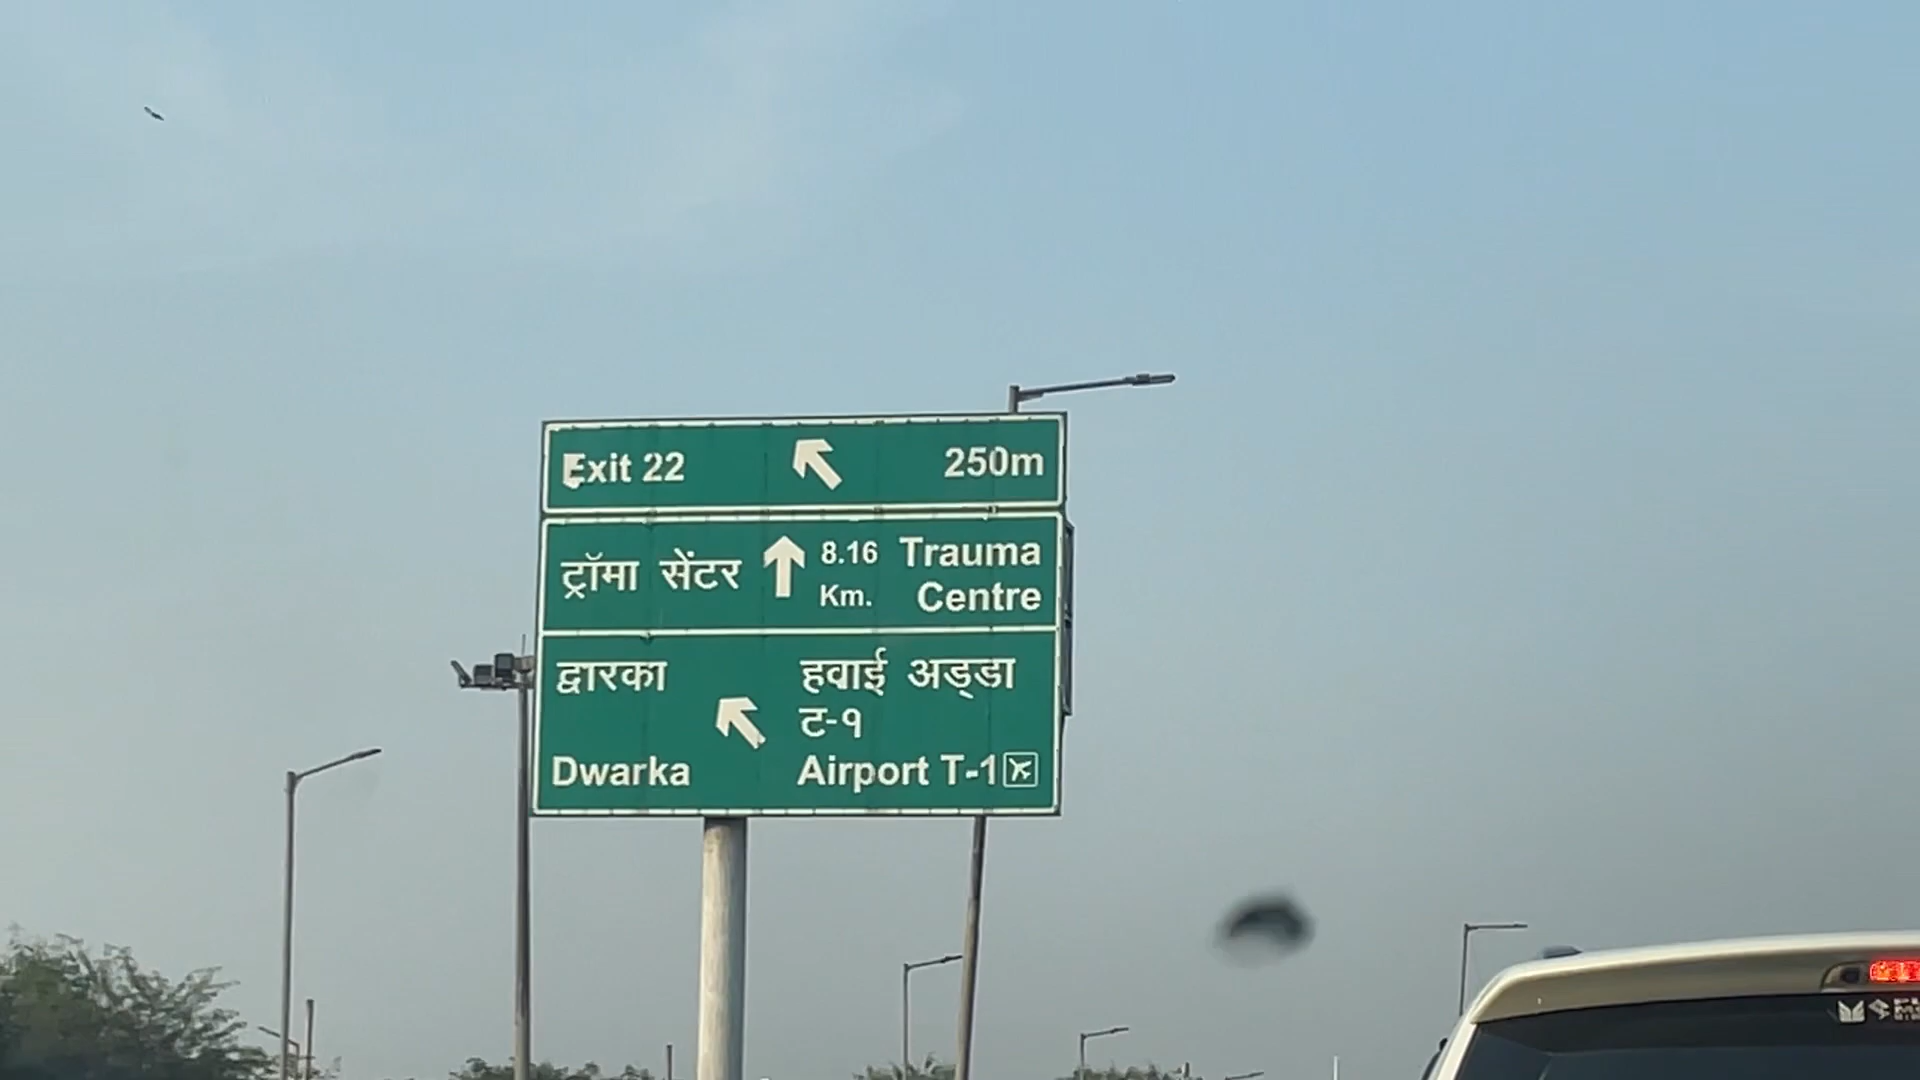 Exit 22 250m
ट्रॉमा सेंटर 8.16 Km. Trauma Centre
द्वारका
Dwarka
हवाई अड्डा
ट-१
Airport T-1